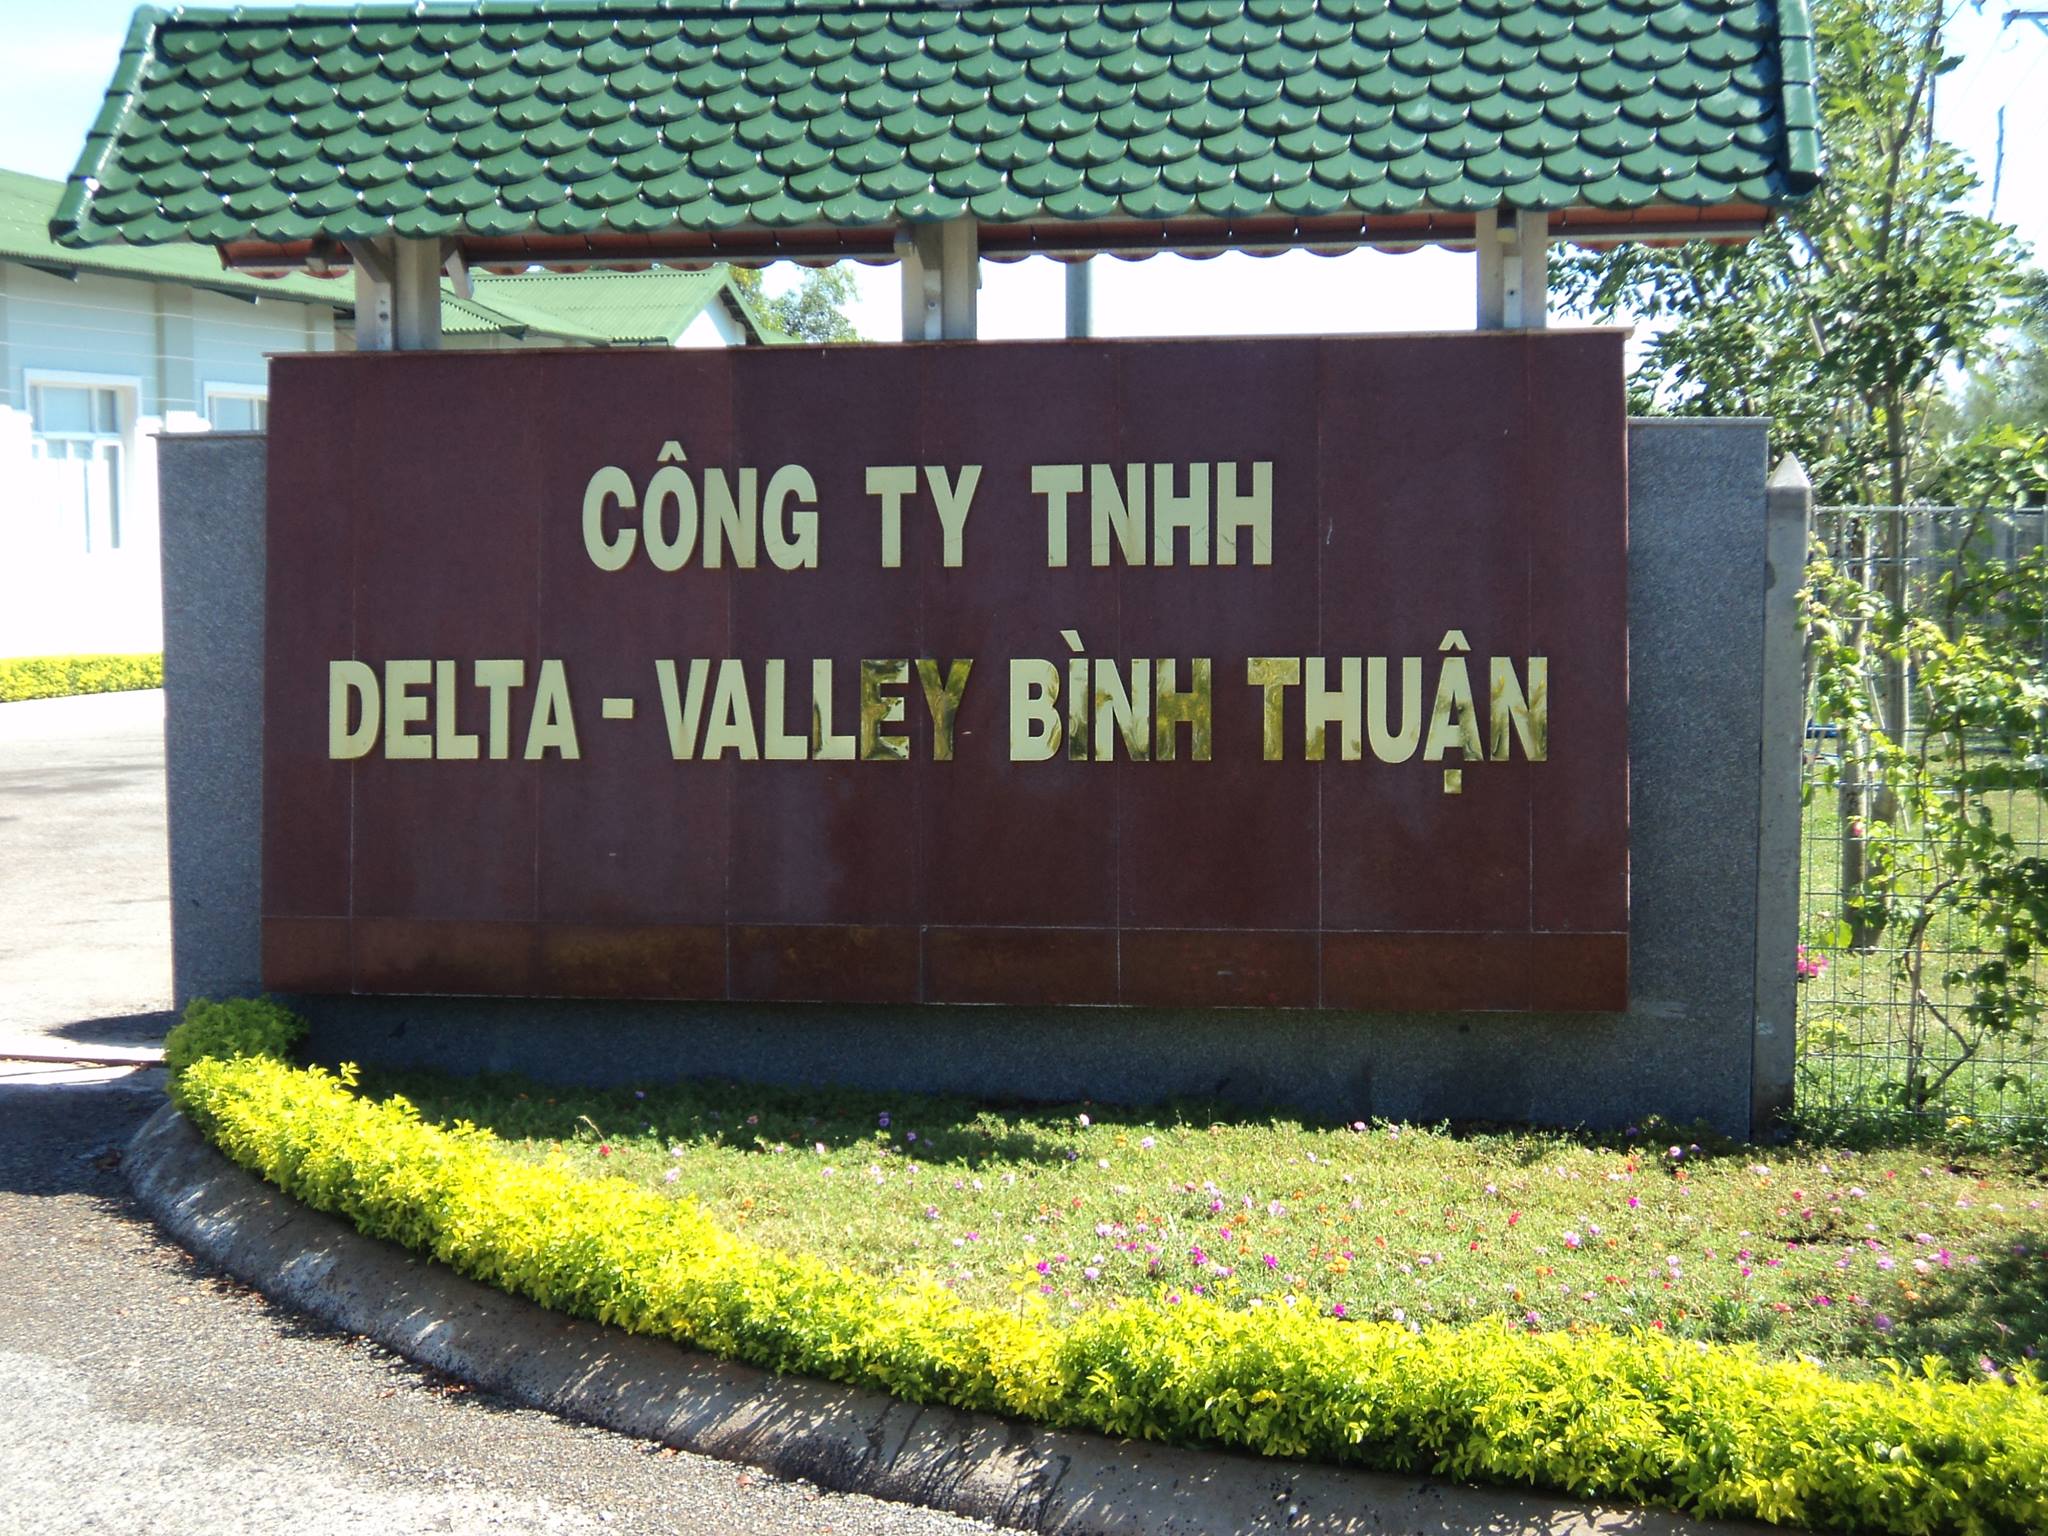 CÔNG TY TNHH
DELTA - VALLEY BÌNH THUẬN